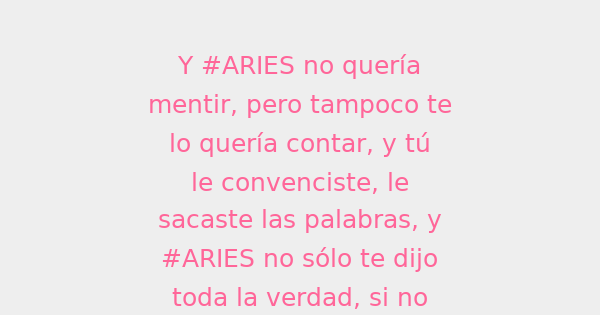 Y #ARIES no quería
mentir, pero tampoco te
lo quería contar, y tú
le convenciste, le
sacaste las palabras, y
#ARIES no sólo te dijo
toda la verdad, si no